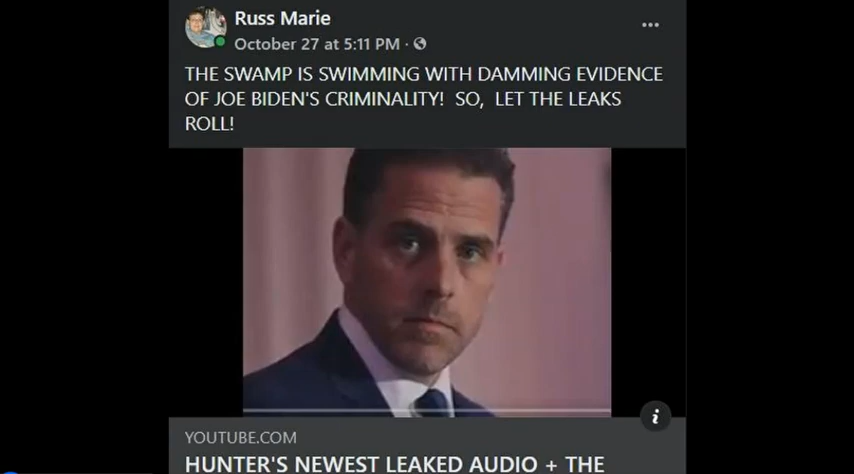 Russ Marie
October 27 at 5:11 PM ·
THE SWAMP IS SWIMMING WITH DAMMING EVIDENCE
OF JOE BIDEN'S CRIMINALITY! SO, LET THE LEAKS
ROLL!
i
YOUTUBE.COM
HUNTER'S NEWEST LEAKED AUDIO + THE